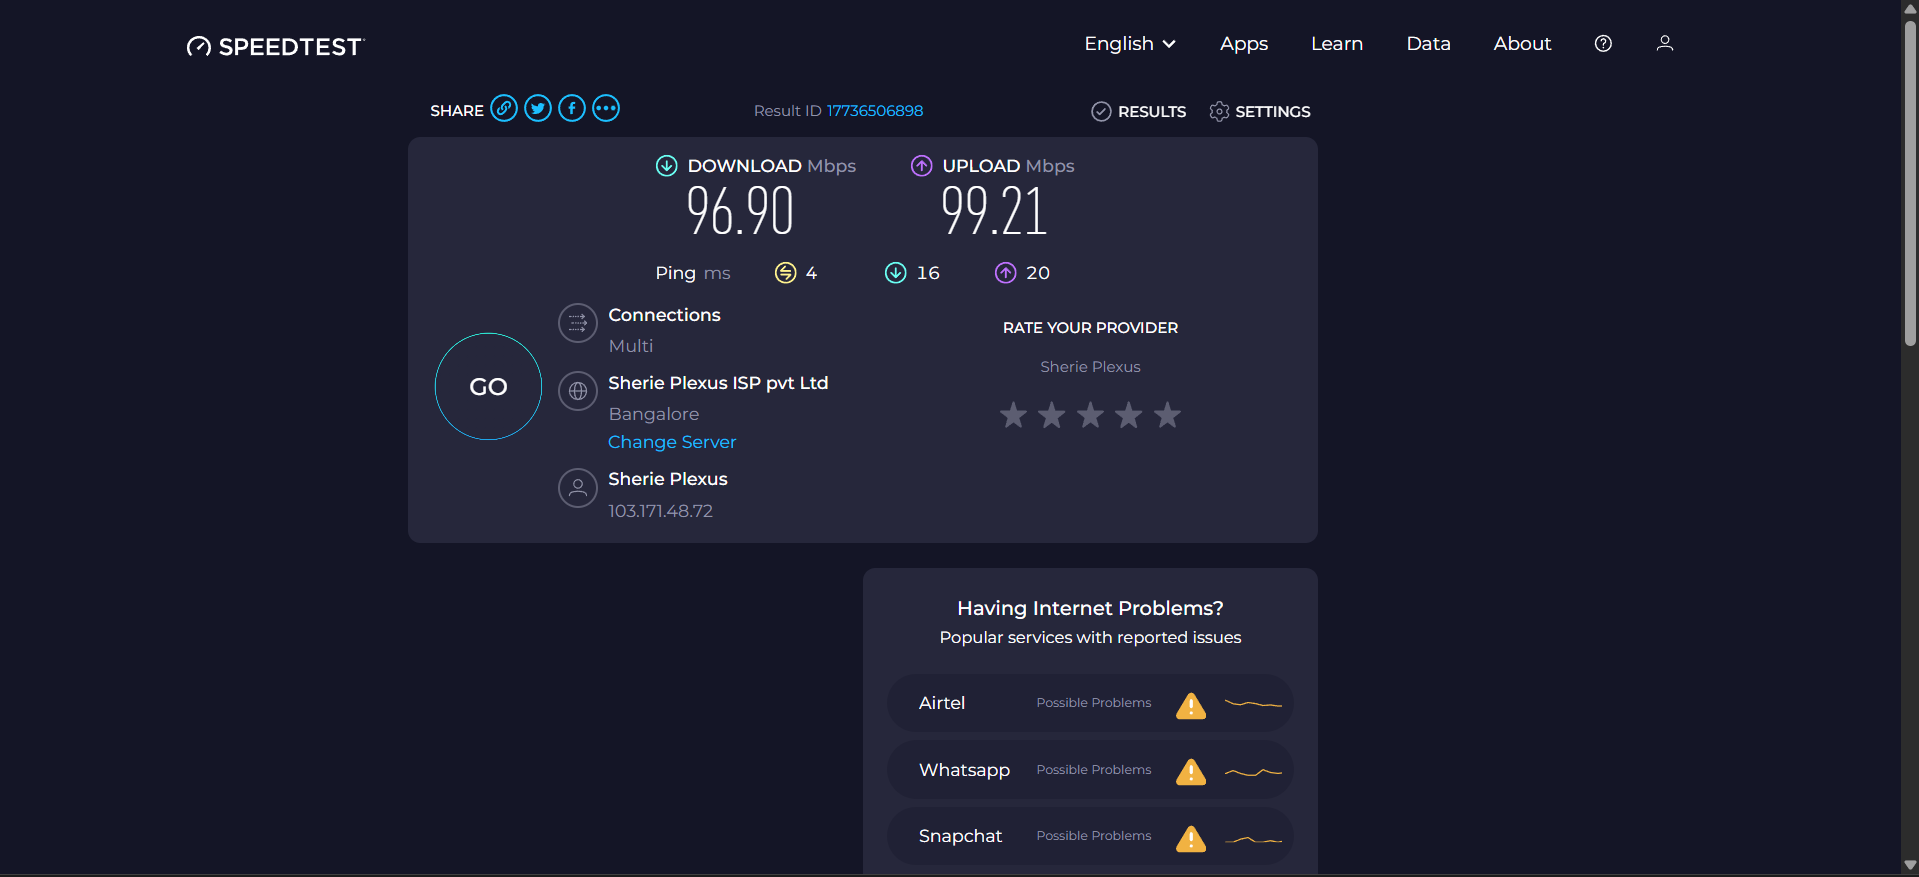 SPEEDTEST
English Apps Learn Data About
SHARE Result ID 17736506898 RESULTS SETTINGS
DOWNLOAD Mbps UPLOAD Mbps
96.90 99.21
Ping ms 4 16 20
Connections
Multi
Sherie Plexus ISP pvt Ltd
Bangalore
Change Server
Sherie Plexus
103.171.48.72
GO
RATE YOUR PROVIDER
Sherie Plexus
Having Internet Problems?
Popular services with reported issues
Airtel Possible Problems
Whatsapp Possible Problems
Snapchat Possible Problems